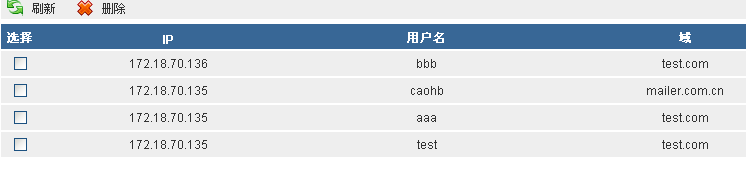 刷新 删除
选择 IP 用户名 域
172.18.70.136 bbb test.com
172.18.70.135 caohb mailer.com.cn
172.18.70.135 aaa test.com
172.18.70.135 test test.com